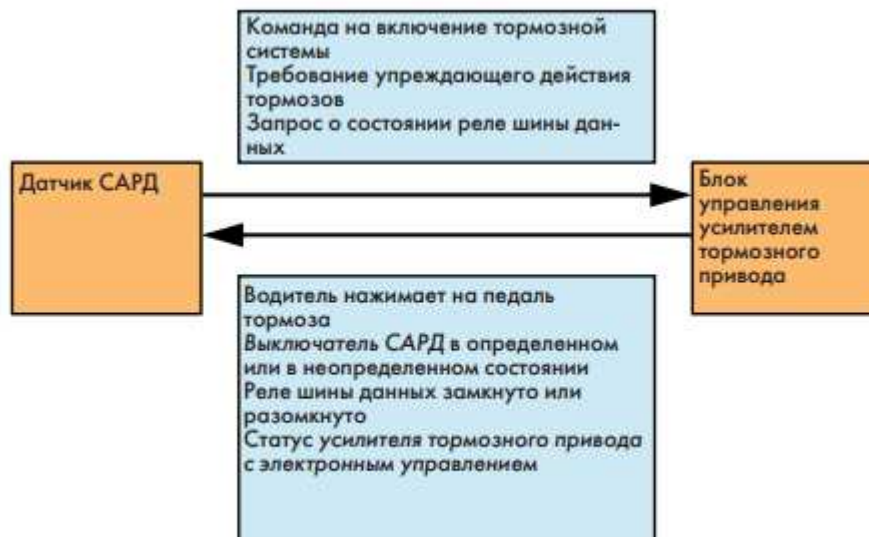 Команда на включение тормозной
системы
Требование упреждающего действия
тормозов
Запрос о состоянии реле шины дан-
ных
Датчик САРД
Блок
управления
усилителем
тормозного
привода
Водитель нажимает на педаль
тормоза
Выключатель САРД в определенном
или в неопределенном состоянии
Реле шины данных замкнуто или
разомкнуто
Статус усилителя тормозного привода
с электронным управлением